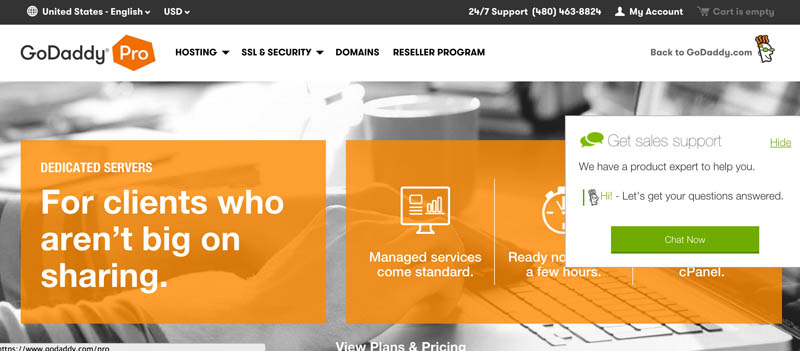 United States - English USD 24/7 Support (480) 463-8824 My Account Cart is empty
GoDaddy Pro HOSTING SSL & SECURITY DOMAINS RESELLER PROGRAM Back to GoDaddy.com
Get sales support Hide
We have a product expert to help you.
Hi! - Let's get your questions answered.
Chat Now
DEDICATED SERVERS
For clients who
aren't big on
sharing.
Managed services
come standard.
Ready
a few hours.
cPanel.
View Plans & Pricing
https://www.godaddy.com/pro